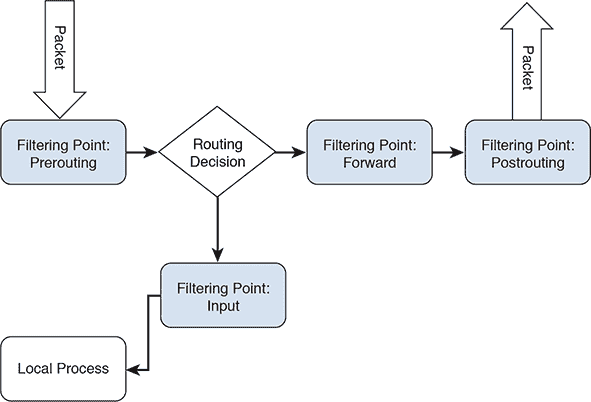 Packet
Packet
Filtering Point:
Prerouting
Routing
Decision
Filtering Point:
Forward
Filtering Point:
Postrouting
Filtering Point:
Input
Local Process